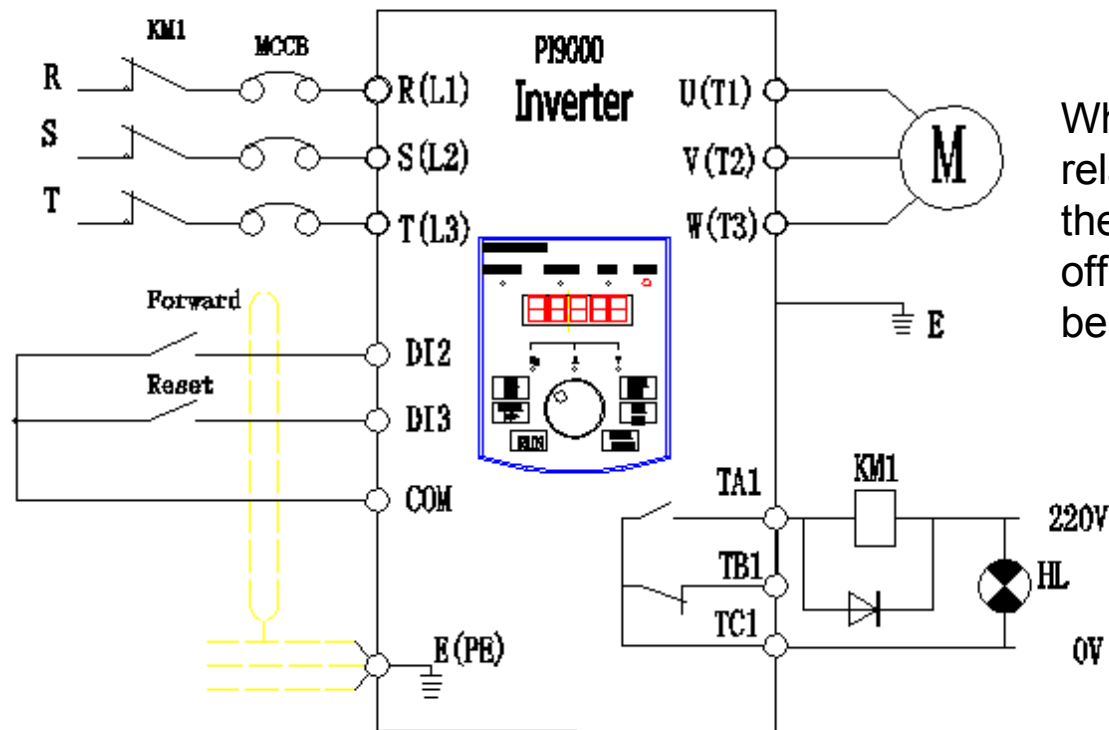 KM1
MCCB
PI9000
Inverter
R
R(L1)
U(T1)
S
S(L2)
V(T2)
M
T
T(L3)
W(T3)
Wh
rela
the
off
be
Forward
DI2
E
Reset
DI3
COM
TA1
KM1
220V
TB1
HL
TC1
0V
E(PE)